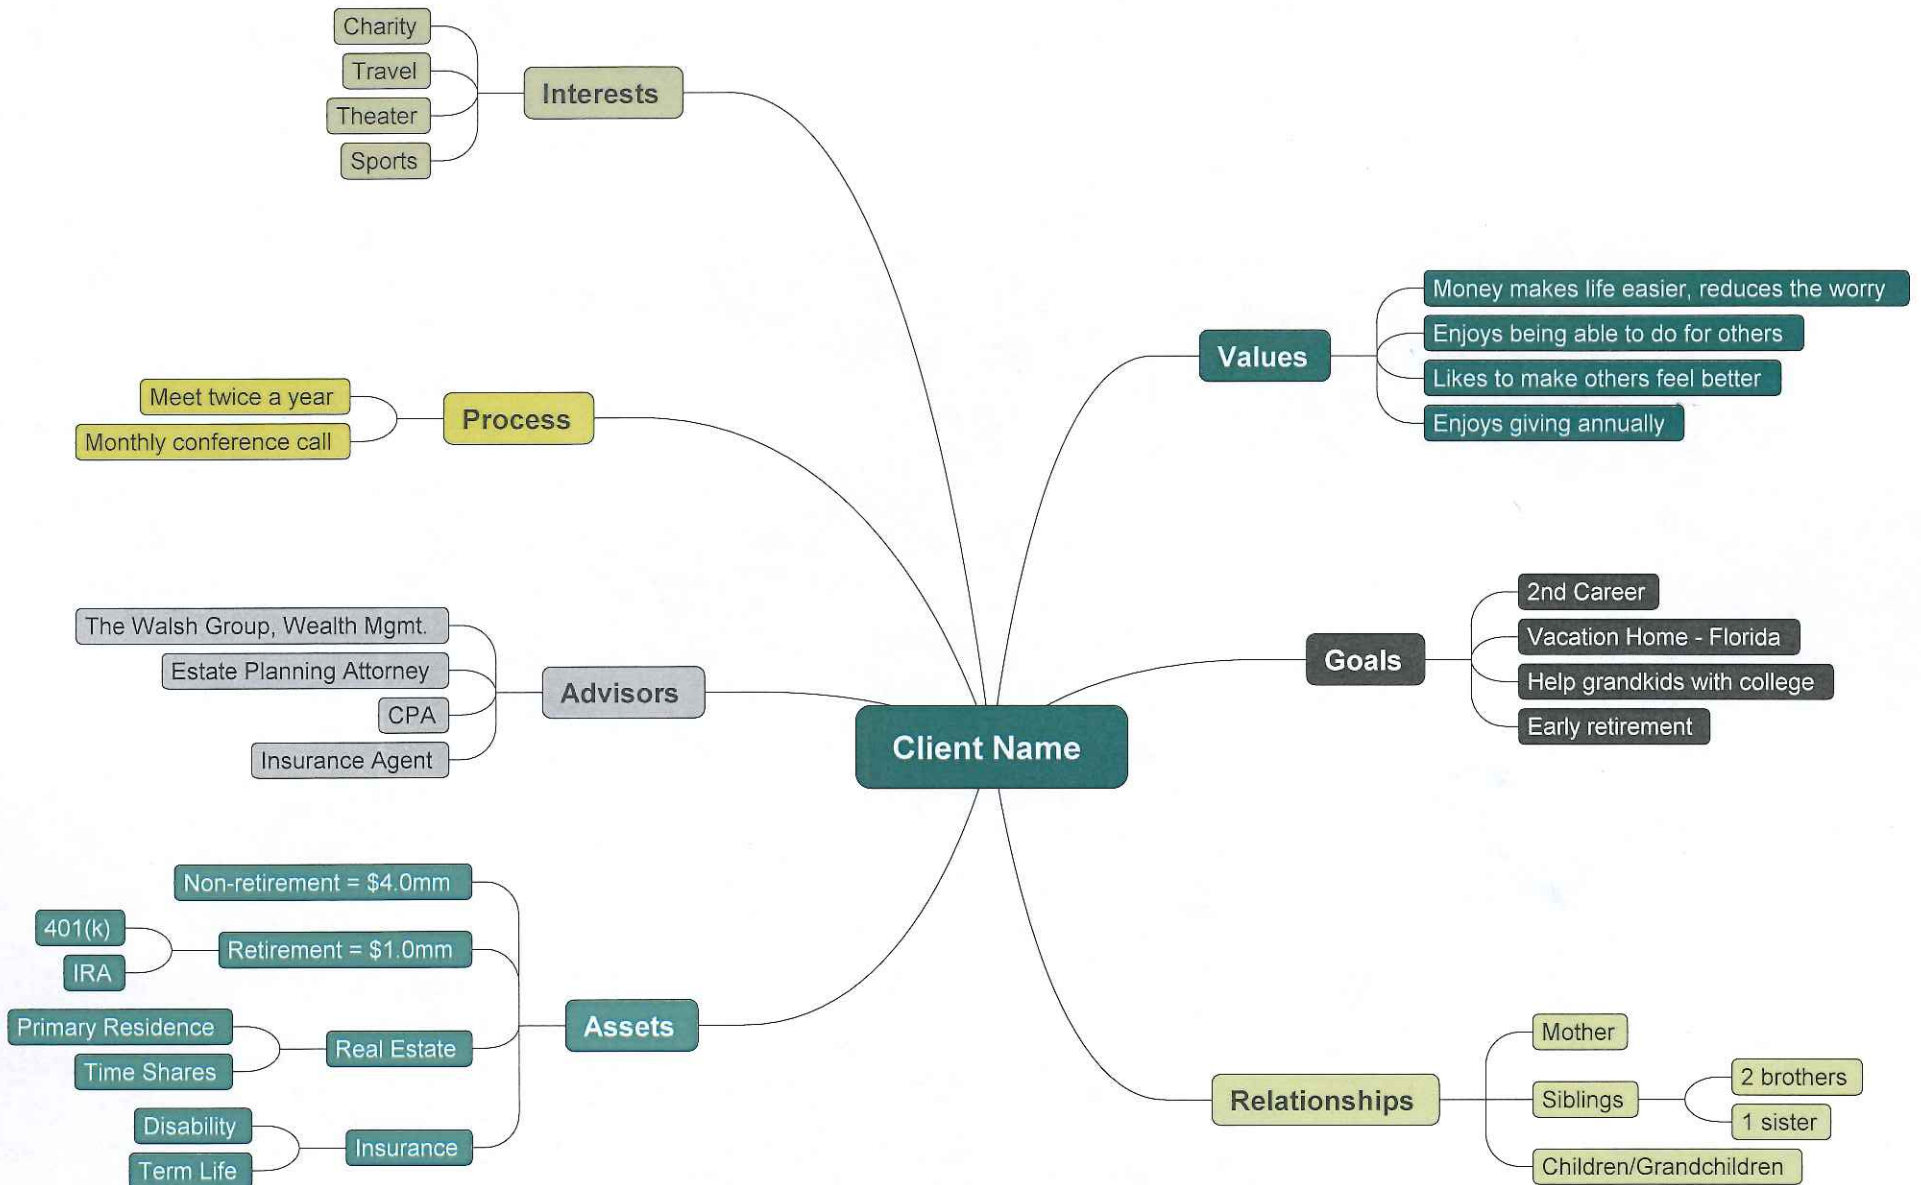 Charity
Travel
Theater
Sports
Interests
Meet twice a year
Monthly conference call
Process
The Walsh Group, Wealth Mgmt.
Estate Planning Attorney
CPA
Insurance Agent
Advisors
Non-retirement = $4.0mm
401(k)
IRA
Retirement = $1.0mm
Primary Residence
Time Shares
Real Estate
Disability
Term Life
Insurance
Assets
Client Name
Values
Money makes life easier, reduces the worry
Enjoys being able to do for others
Likes to make others feel better
Enjoys giving annually
Goals
2nd Career
Vacation Home - Florida
Help grandkids with college
Early retirement
Relationships
Mother
Siblings
2 brothers
1 sister
Children/Grandchildren